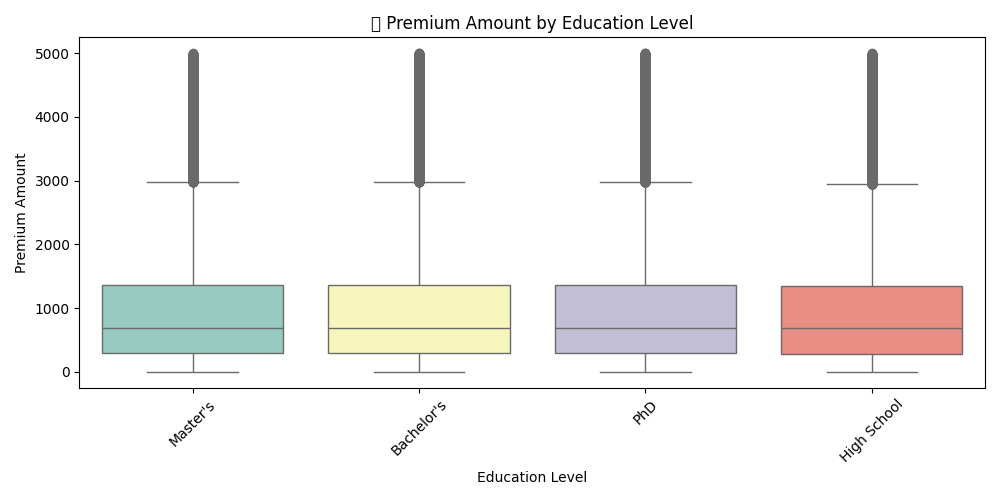 Premium Amount by Education Level
5000
4000
3000
2000
1000
0
Premium Amount
Master's
Bachelor's
PhD
High School
Education Level